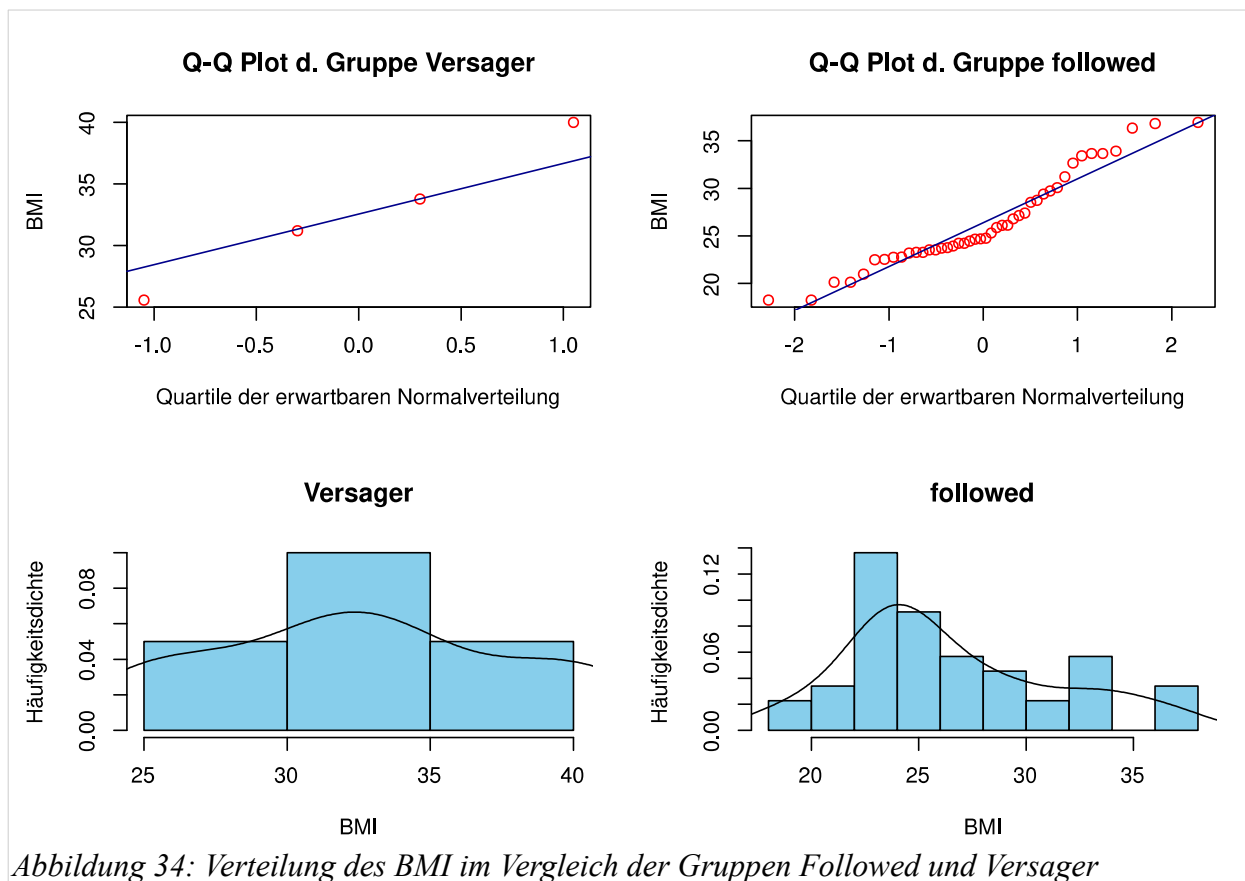 Q-Q Plot d. Gruppe Versager
BMI
25 30 35 40
-1.0 -0.5 0.0 0.5 1.0
Quartile der erwartbaren Normalverteilung
Q-Q Plot d. Gruppe followed
BMI
20 25 30 35
-2 -1 0 1 2
Quartile der erwartbaren Normalverteilung
Versager
Häufigkeitsdichte
0.00 0.04 0.08
25 30 35 40
BMI
followed
Häufigkeitsdichte
0.00 0.06 0.12
20 25 30 35
BMI
Abbildung 34: Verteilung des BMI im Vergleich der Gruppen Followed und Versager